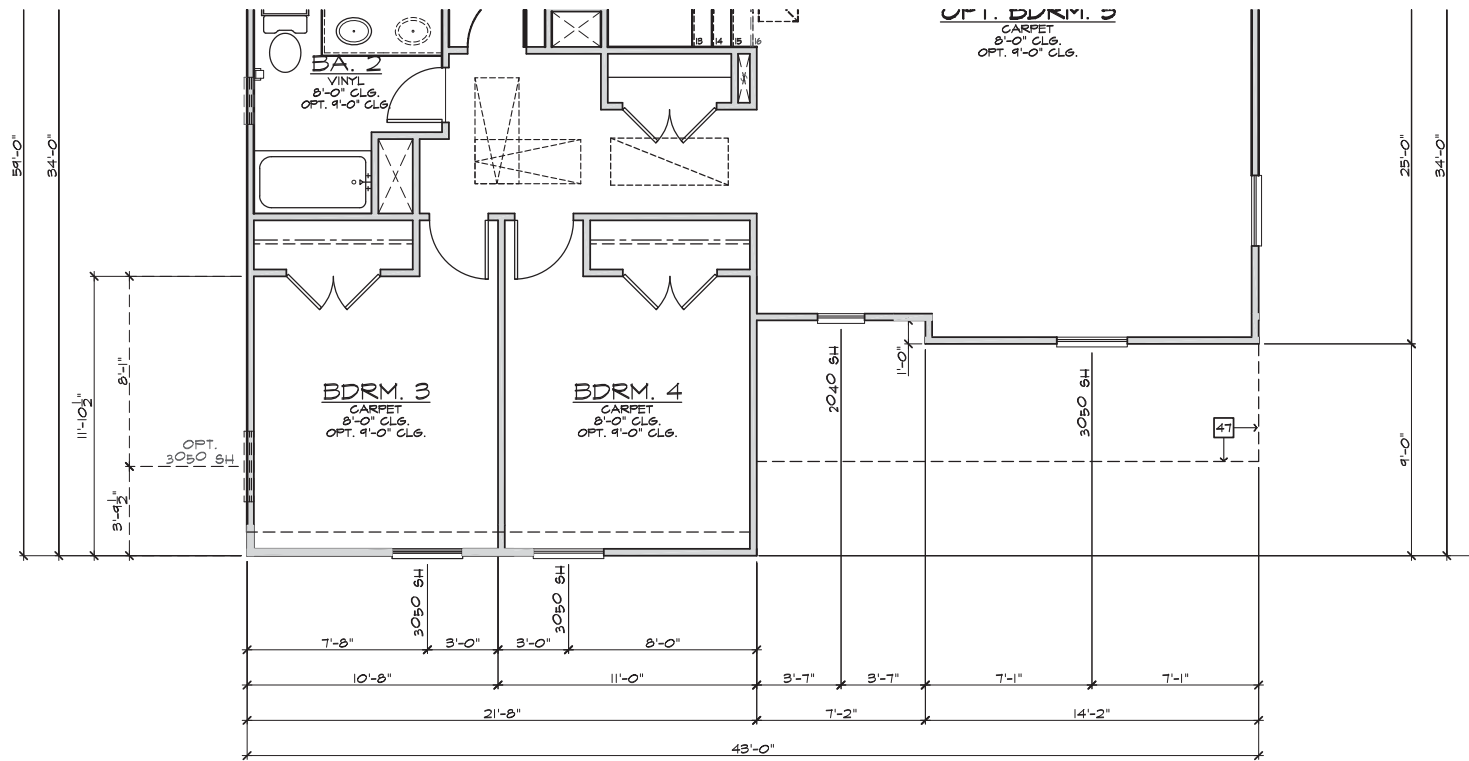 OPT. BDRM. 5
CARPET
8'-0" CLG.
OPT. 9'-0" CLG.
13 14 15 16
BA. 2
VINYL
8'-0" CLG.
OPT. 9'-0" CLG.
59'-0"
34'-0"
25'-0"
34'-0"
BDRM. 3
CARPET
8'-0" CLG.
OPT. 9'-0" CLG.
BDRM. 4
CARPET
8'-0" CLG.
OPT. 9'-0" CLG.
8'-1"
11'-10½"
3'-9½"
OPT.
3050 SH
1'-0"
2040 SH
3050 SH
47
9'-0"
3050 SH
3050 SH
7'-8" 3'-0" 3'-0" 8'-0"
10'-8" 11'-0" 3'-7" 3'-7" 7'-1" 7'-1"
21'-8" 7'-2" 14'-2"
43'-0"